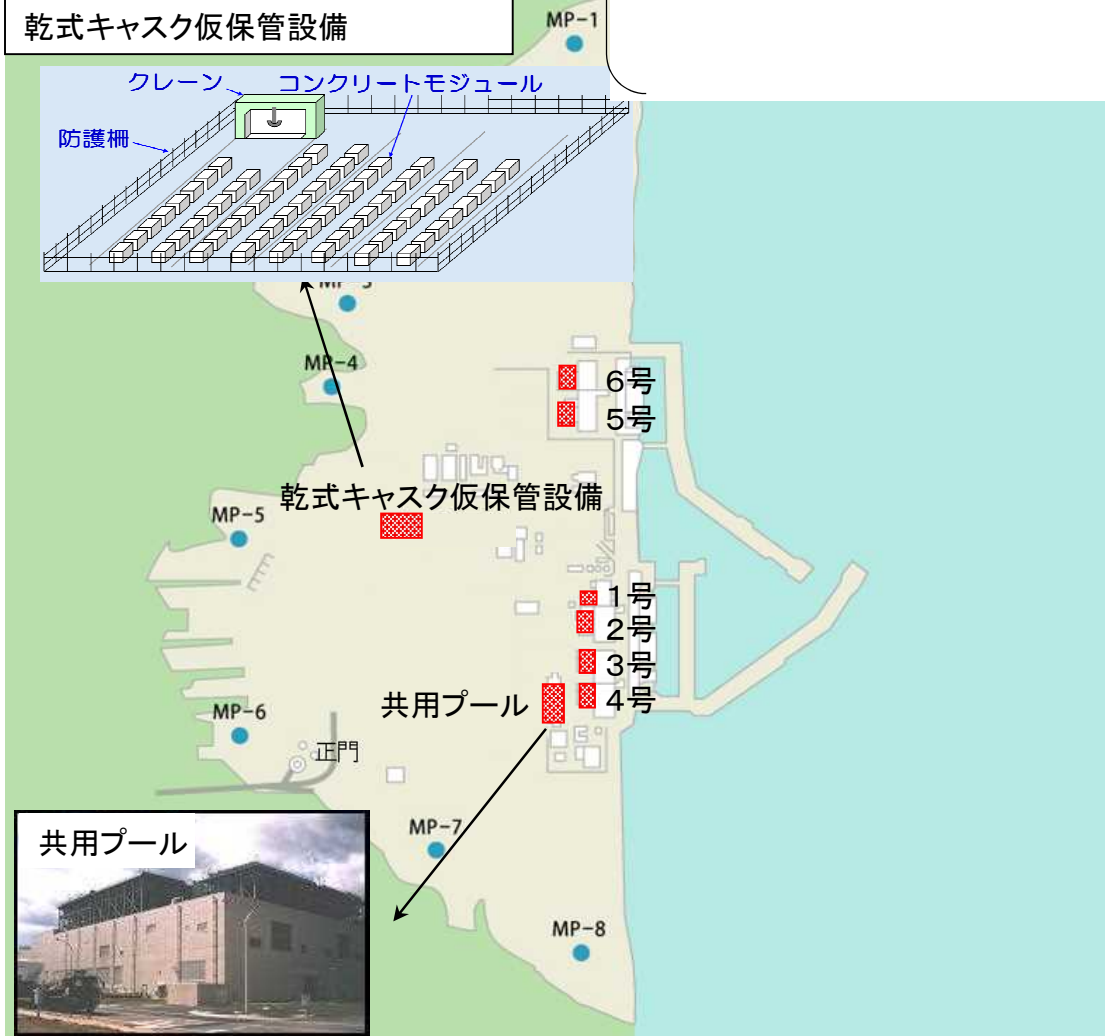 乾式キャスク仮保管設備
MP-1
クレーン
コンクリートモジュール
防護柵
MP-3
MP-4
6号
5号
乾式キャスク仮保管設備
MP-5
1号
2号
3号
4号
共用プール
MP-6
正門
共用プール
MP-7
MP-8